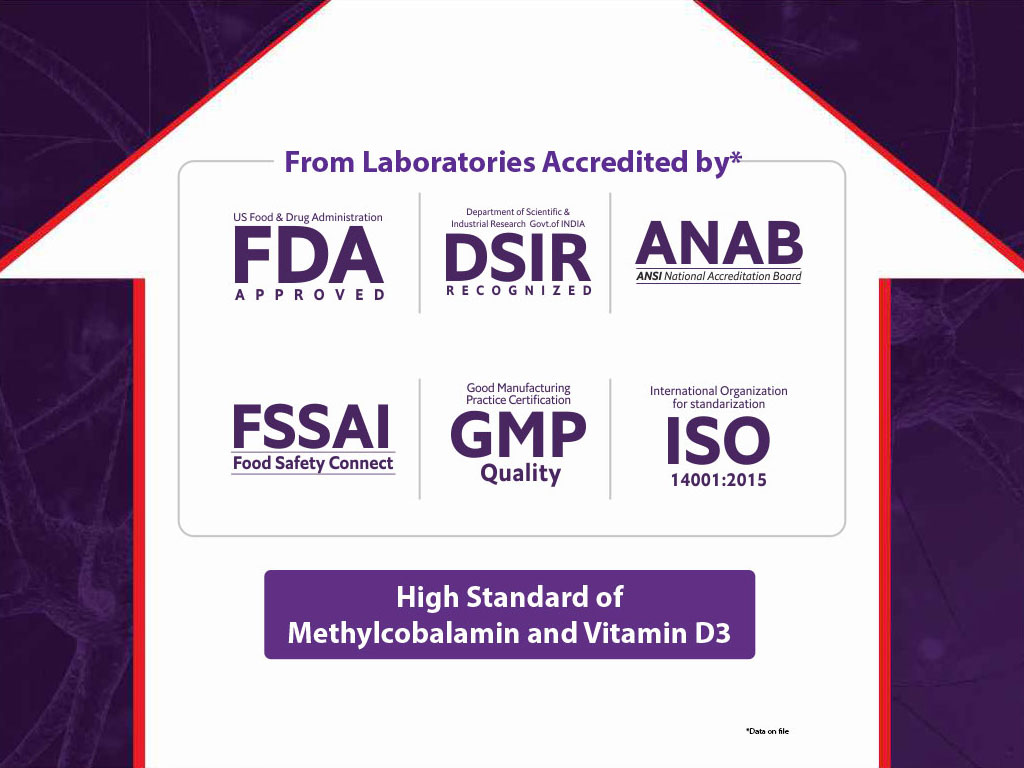 From Laboratories Accredited by*
US Food & Drug Administration
FDA
APPROVED
Department of Scientific &
Industrial Research Govt.of INDIA
DSIR
RECOGNIZED
ANAB
ANSI National Accreditation Board
FSSAI
Food Safety Connect
Good Manufacturing
Practice Certification
GMP
Quality
International Organization
for standarization
ISO
14001:2015
High Standard of
Methylcobalamin and Vitamin D3
*Data on file